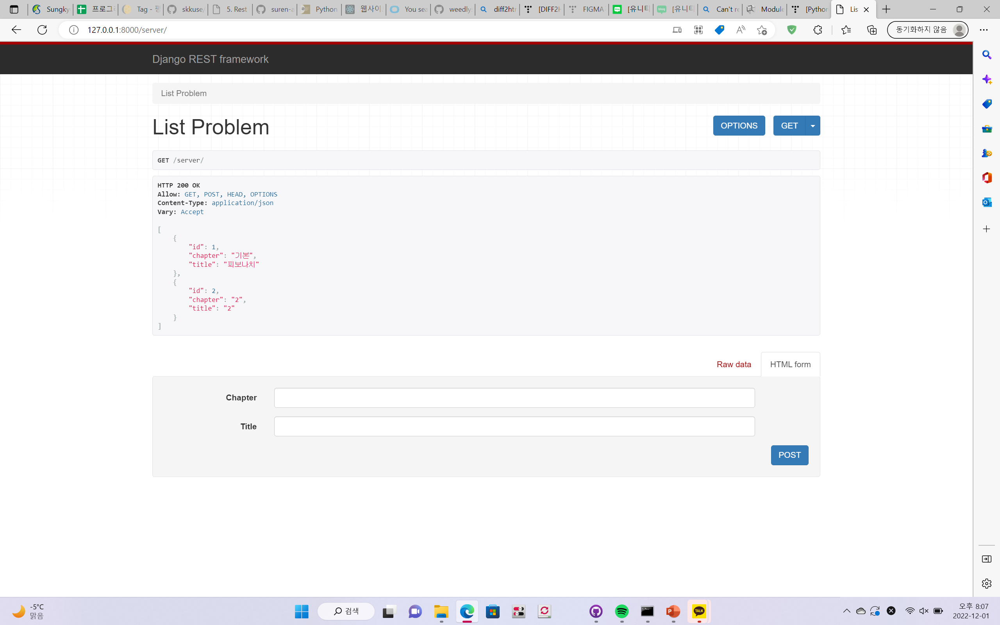 Sungky
프로그
Tag - 평
skkuse/
5. Rest
suren-a
Python
웹사이
You sea
weedly
diff2htm
[DIFF2H
FIGMA
[유니티
[유니티
Can't re
Module
[Python
Lis
127.0.0.1:8000/server/
동기화하지 않음
Django REST framework
List Problem
List Problem
OPTIONS
GET
GET /server/
HTTP 200 OK
Allow: GET, POST, HEAD, OPTIONS
Content-Type: application/json
Vary: Accept
[
{
"id": 1,
"chapter": "기본",
"title": "피보나치"
},
{
"id": 2,
"chapter": "2",
"title": "2"
}
]
Raw data
HTML form
Chapter
Title
POST
-5°C
맑음
검색
TALK
오후 8:07
2022-12-01